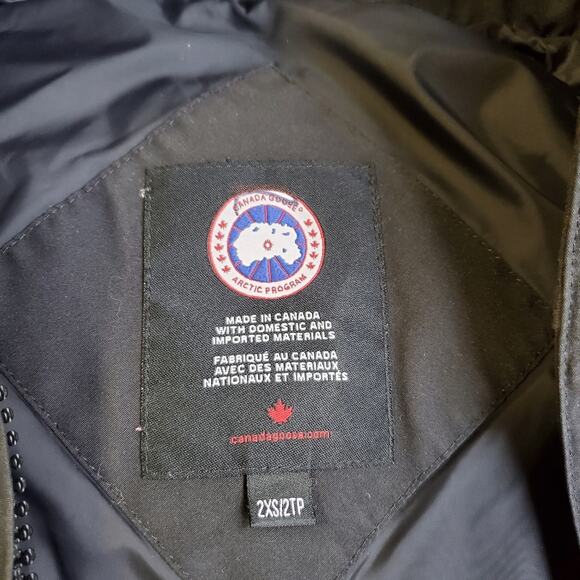 CANADA GOOSE®
ARCTIC PROGRAM
MADE IN CANADA
WITH DOMESTIC AND
IMPORTED MATERIALS
FABRIQUÉ AU CANADA
AVEC DES MATÉRIAUX
NATIONAUX ET IMPORTÉS
canadagoose.com
2XS/2TP